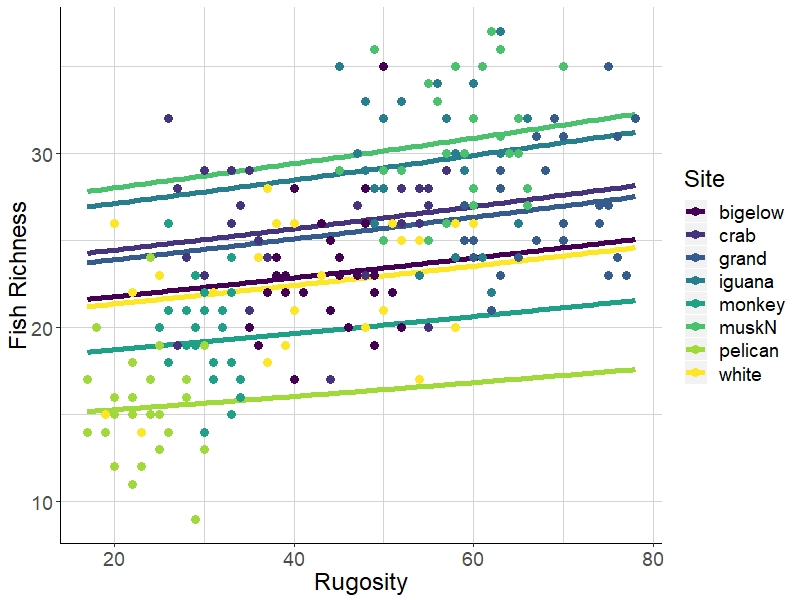 Fish Richness
30
20
10
20
40
60
80
Rugosity
Site
bigelow
crab
grand
iguana
monkey
muskN
pelican
white